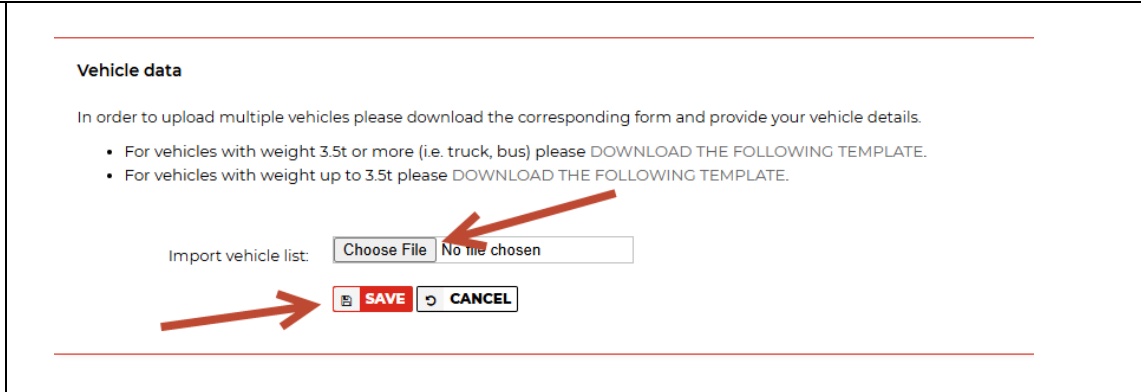 Vehicle data
In order to upload multiple vehicles please download the corresponding form and provide your vehicle details.
• For vehicles with weight 3.5t or more (i.e. truck, bus) please DOWNLOAD THE FOLLOWING TEMPLATE.
• For vehicles with weight up to 3.5t please DOWNLOAD THE FOLLOWING TEMPLATE.
Import vehicle list: Choose File No file chosen
SAVE CANCEL